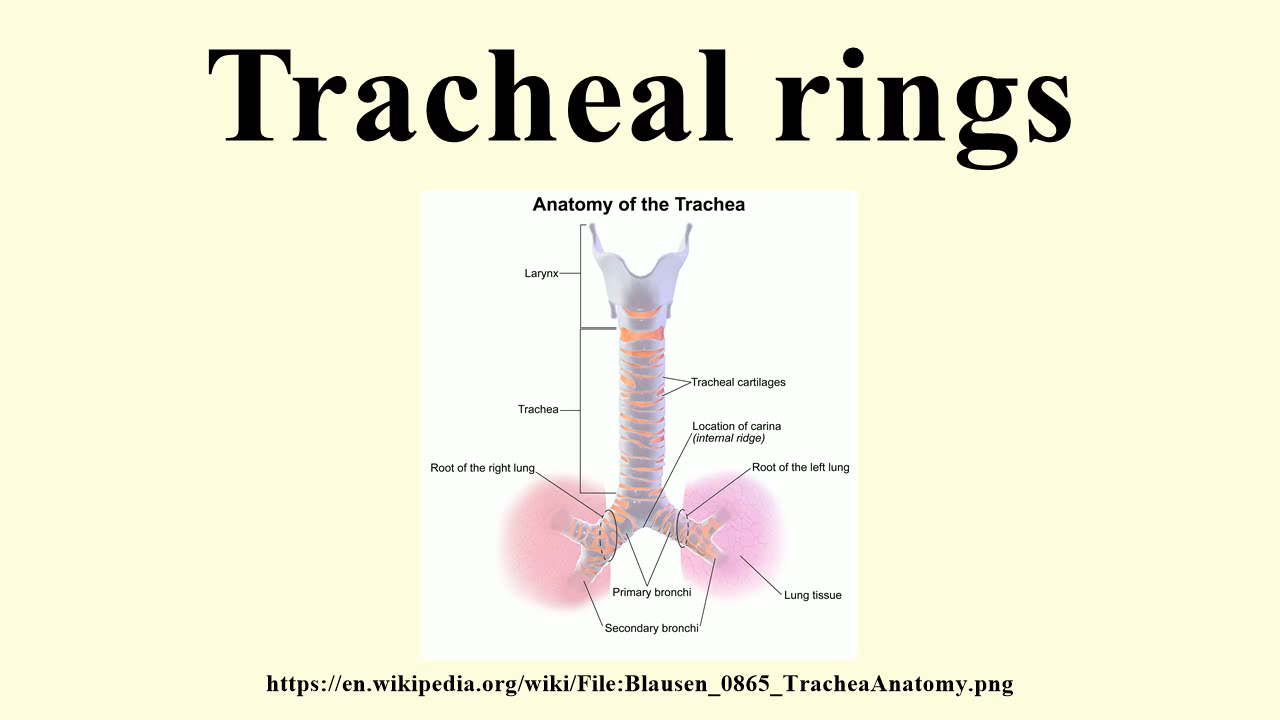 Tracheal rings
Anatomy of the Trachea
Larynx
Tracheal cartilages
Trachea
Location of carina
(internal ridge)
Root of the right lung
Root of the left lung
Primary bronchi
Lung tissue
Secondary bronchi
https://en.wikipedia.org/wiki/File:Blausen_0865_TracheaAnatomy.png